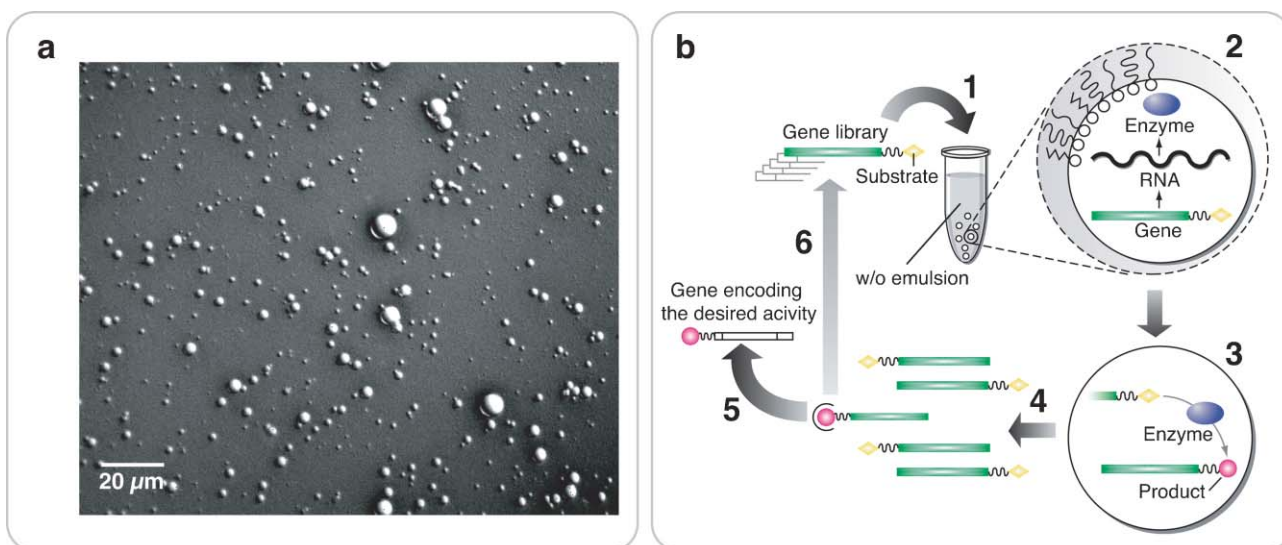 a
20 µm
b
1
2
Gene library
Substrate
w/o emulsion
Enzyme
RNA
Gene
6
Gene encoding
the desired acivity
5
4
3
Enzyme
Product